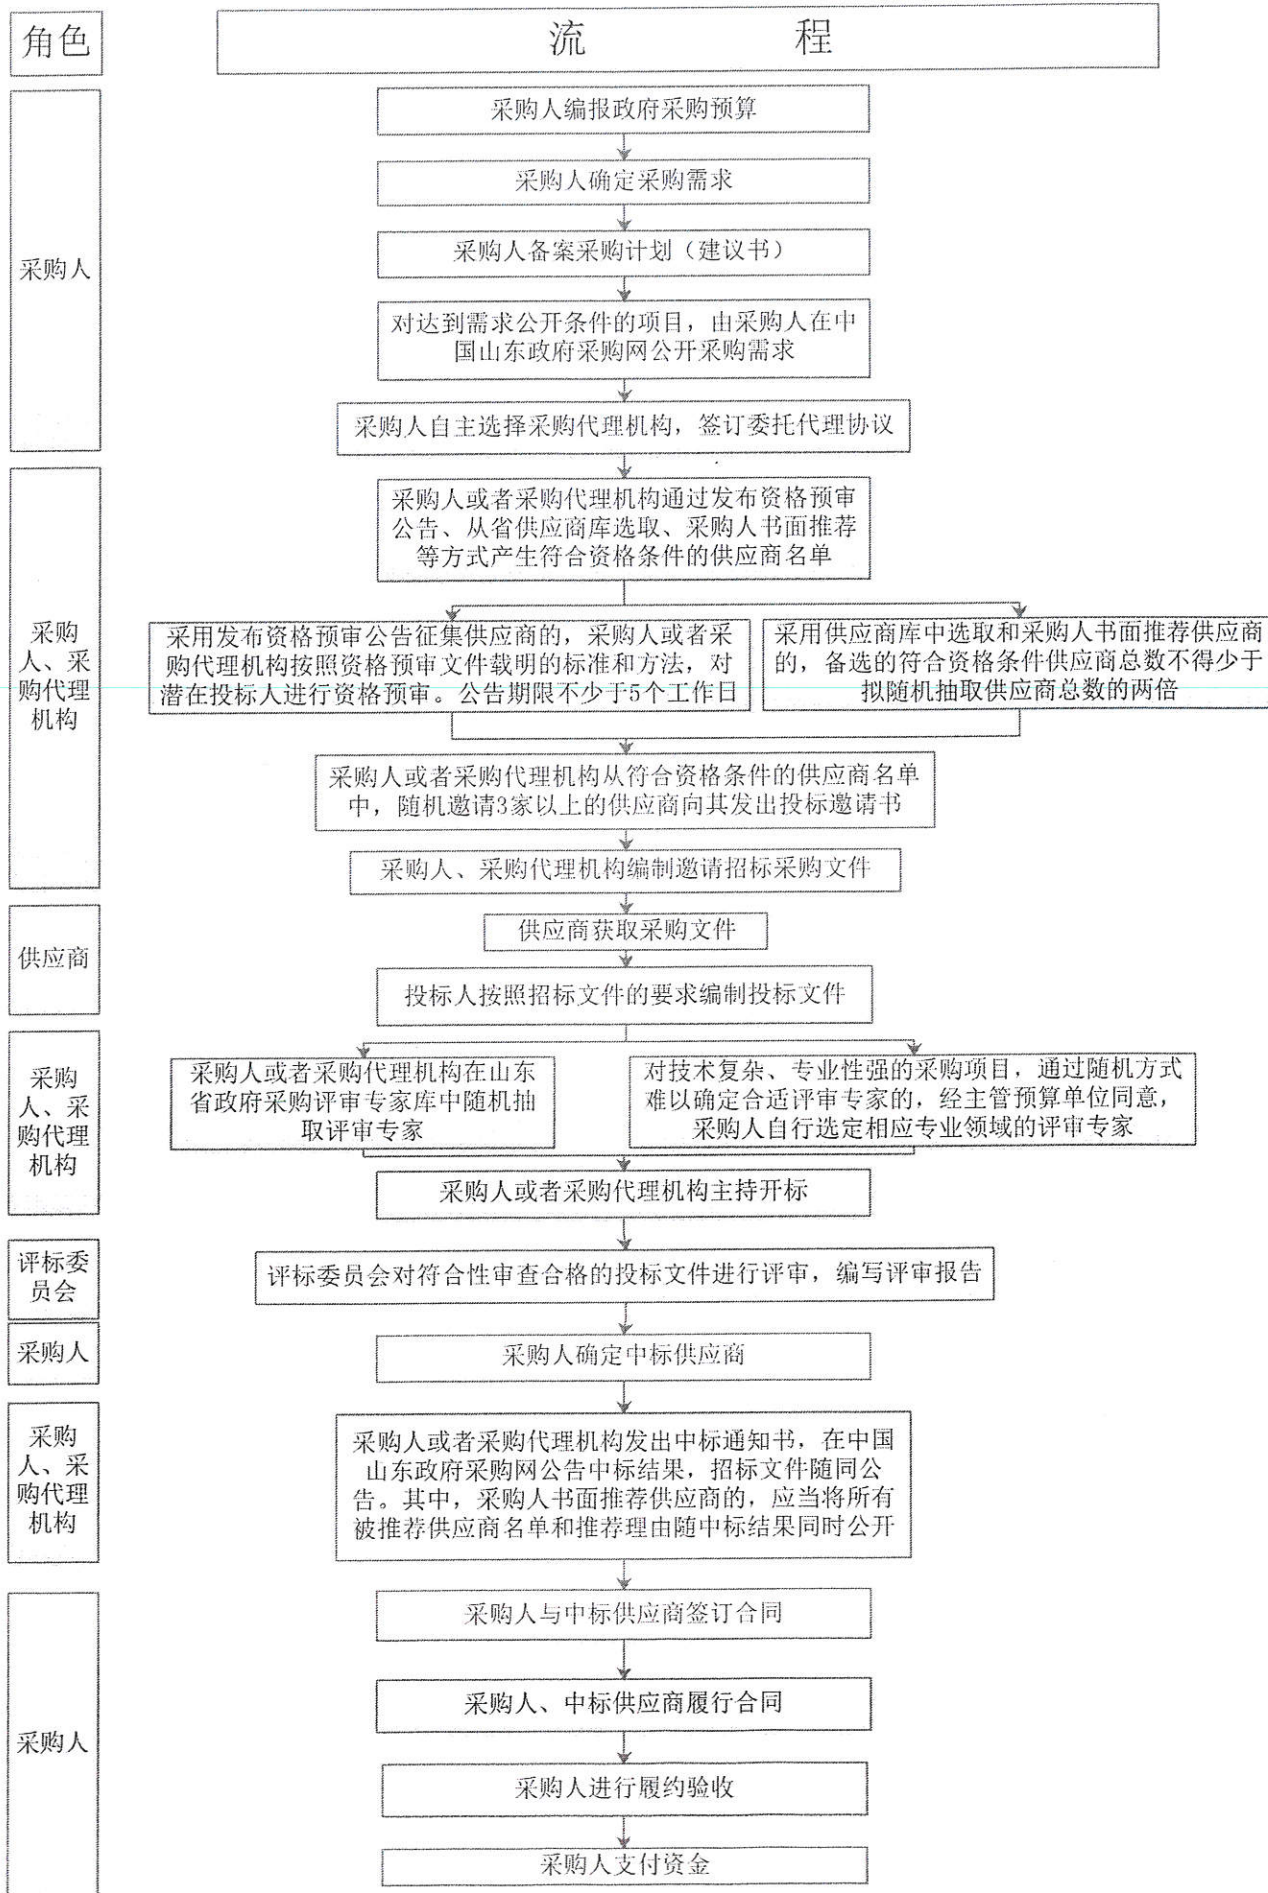 角色
流程
采购人
采购人编报政府采购预算
采购人确定采购需求
采购人备案采购计划（建议书）
对达到需求公开条件的项目，由采购人在中
国山东政府采购网公开采购需求
采购人自主选择采购代理机构，签订委托代理协议
采购
人、采
购代理
机构
采购人或者采购代理机构通过发布资格预审
公告、从省供应商库选取、采购人书面推荐
等方式产生符合资格条件的供应商名单
采用发布资格预审公告征集供应商的，采购人或者采
购代理机构按照资格预审文件载明的标准和方法，对
潜在投标人进行资格预审。公告期限不少于5个工作日
采用供应商库中选取和采购人书面推荐供应商
的，备选的符合资格条件供应商总数不得少于
拟随机抽取供应商总数的两倍
采购人或者采购代理机构从符合资格条件的供应商名单
中，随机邀请3家以上的供应商向其发出投标邀请书
采购人、采购代理机构编制邀请招标采购文件
供应商
供应商获取采购文件
投标人按照招标文件的要求编制投标文件
采购
人、采
购代理
机构
采购人或者采购代理机构在山东
省政府采购评审专家库中随机抽
取评审专家
对技术复杂、专业性强的采购项目，通过随机方式
难以确定合适评审专家的，经主管预算单位同意，
采购人自行选定相应专业领域的评审专家
采购人或者采购代理机构主持开标
评标委
员会
评标委员会对符合性审查合格的投标文件进行评审，编写评审报告
采购人
采购人确定中标供应商
采购
人、采
购代理
机构
采购人或者采购代理机构发出中标通知书，在中国
山东政府采购网公告中标结果，招标文件随同公
告。其中，采购人书面推荐供应商的，应当将所有
被推荐供应商名单和推荐理由随中标结果同时公开
采购人
采购人与中标供应商签订合同
采购人、中标供应商履行合同
采购人进行履约验收
采购人支付资金